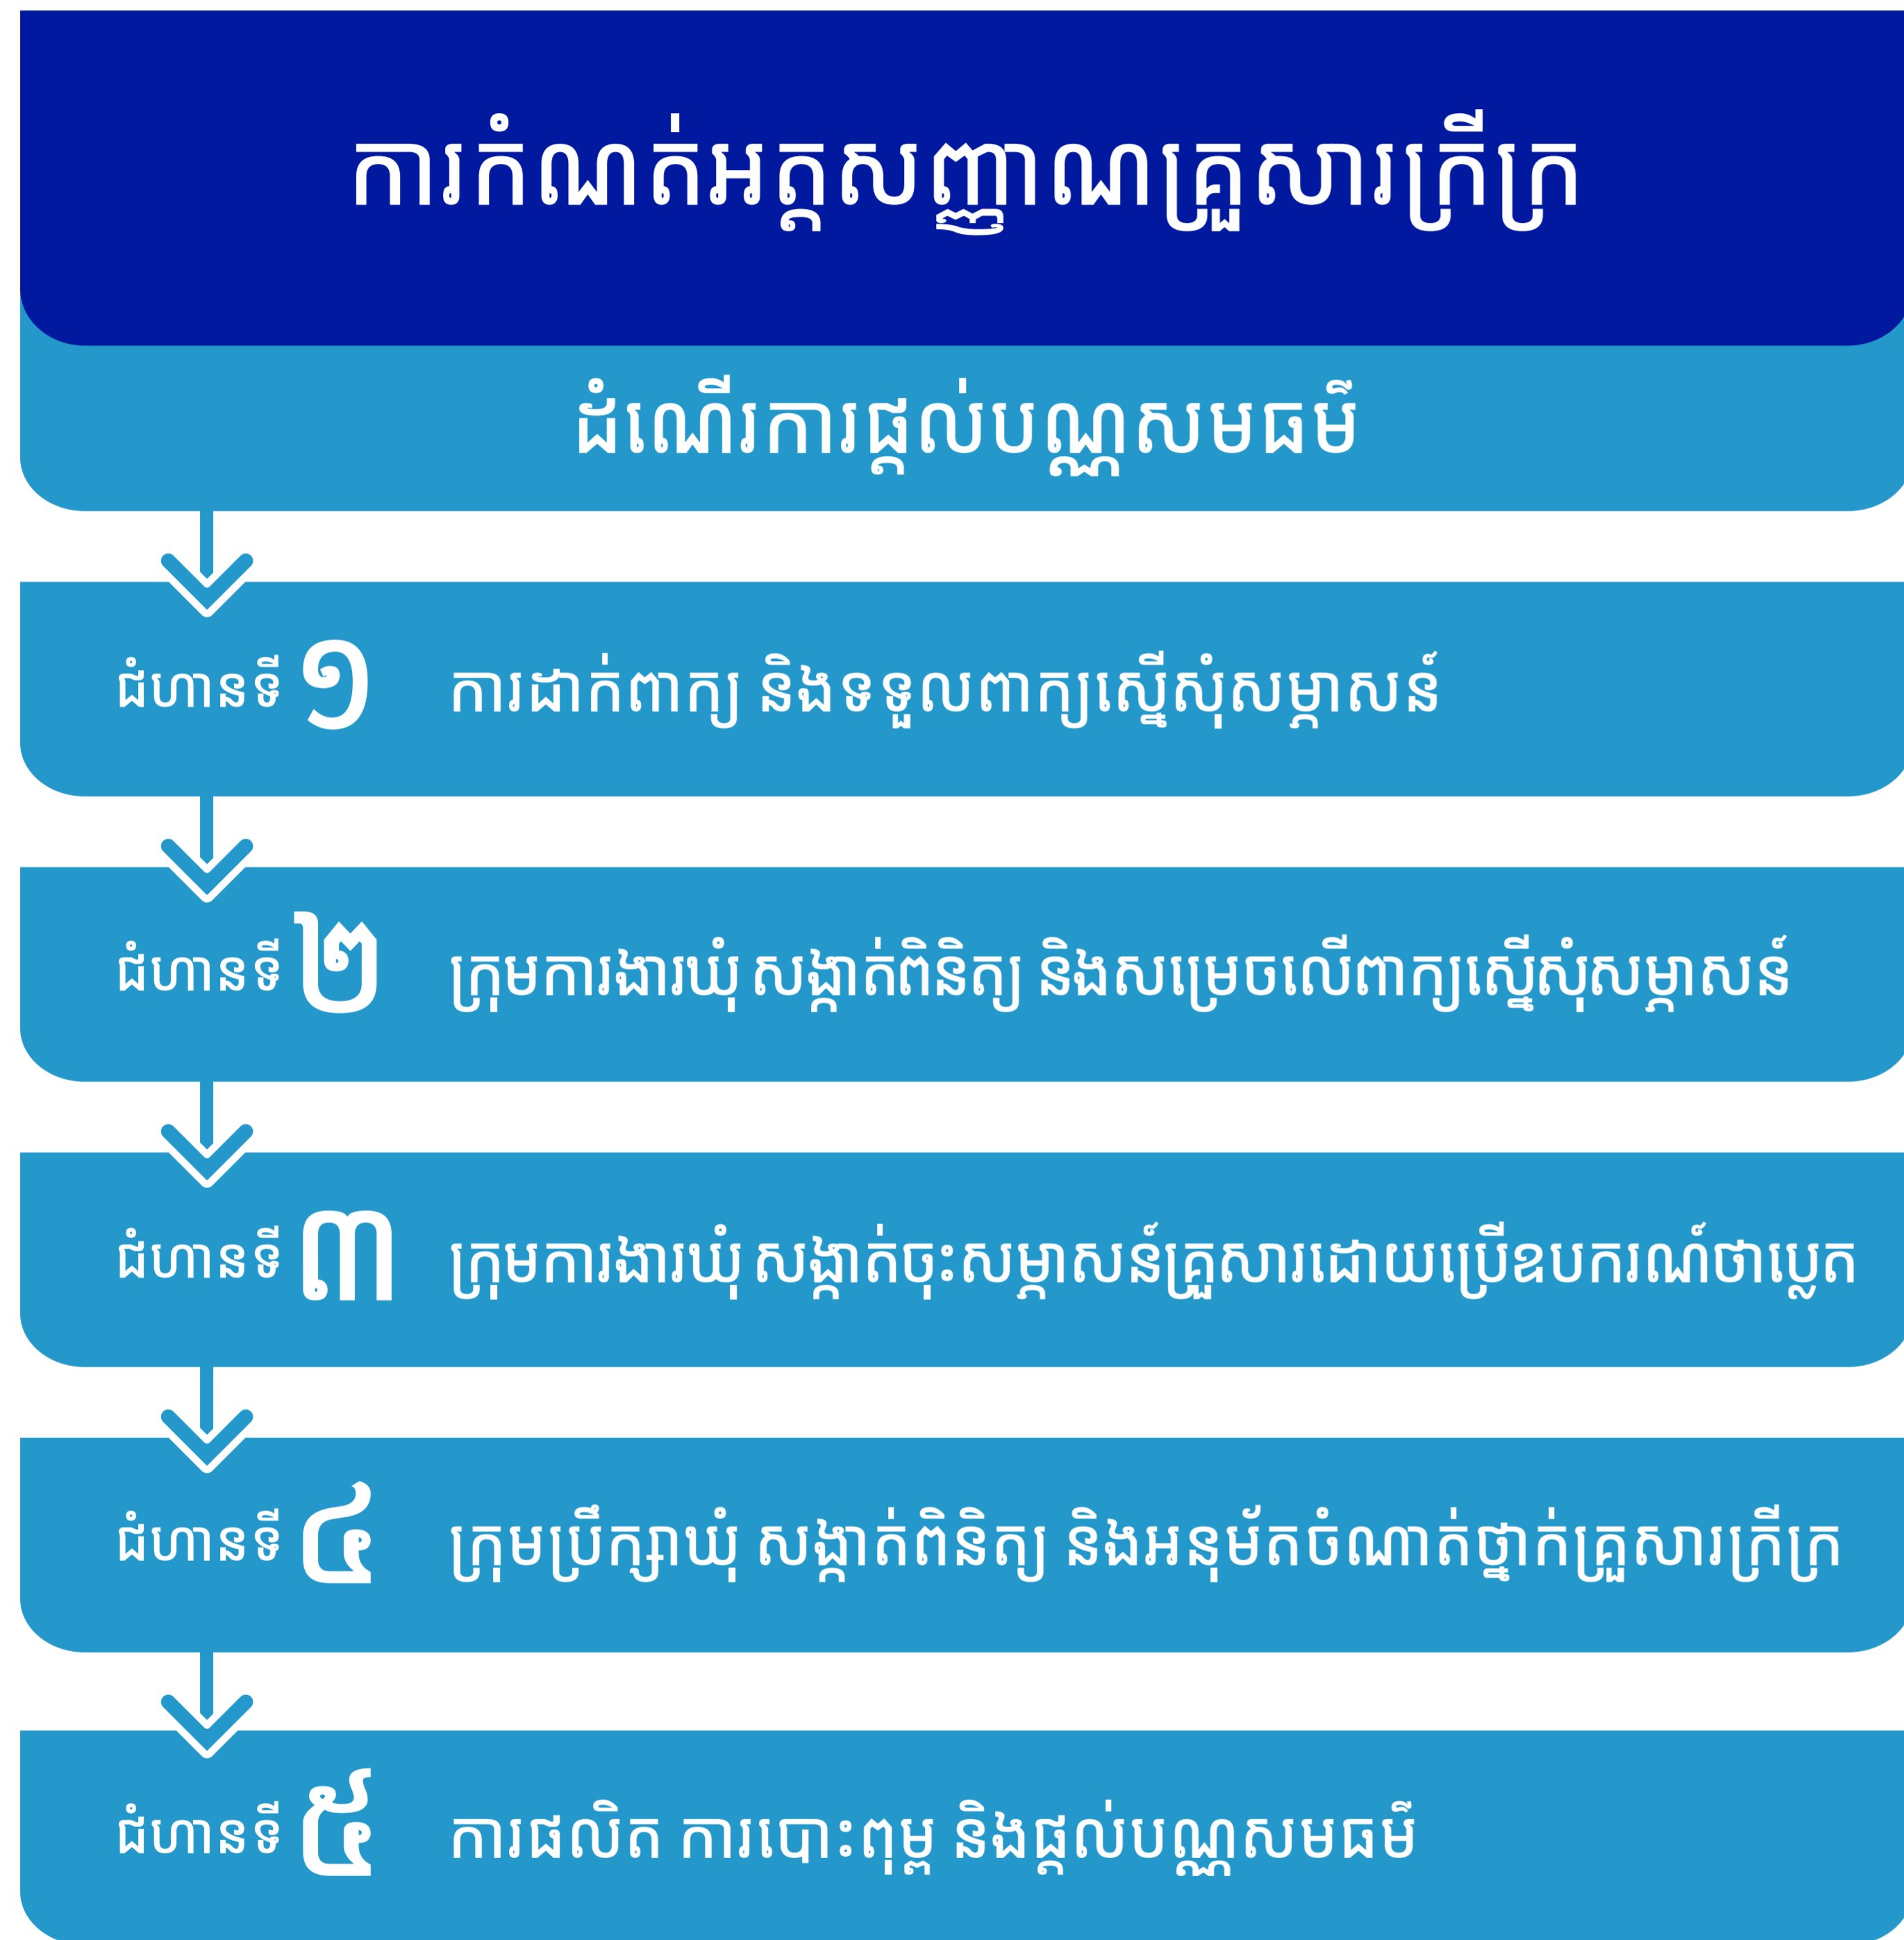 ការកំណត់អត្តសញ្ញាណគ្រួសារក្រីក្រ
ដំណើរការផ្តល់បណ្ណសមធម៌
ជំហានទី ១ ការដាក់ពាក្យ និងទទួលពាក្យស្នើសុំសម្ភាសន៍
ជំហានទី ២ ក្រុមការងារឃុំ សង្កាត់ពិនិត្យ និងសម្រេចលើពាក្យស្នើសុំសម្ភាសន៍
ជំហានទី ៣ ក្រុមការងារឃុំ សង្កាត់ចុះសម្ភាសន៍គ្រួសារដោយប្រើឧបករណ៍ថាប្លេត
ជំហានទី ៤ ក្រុមប្រឹក្សាឃុំ សង្កាត់ពិនិត្យ និងអនុម័តចំណាត់ថ្នាក់គ្រួសារក្រីក្រ
ជំហានទី ៥ ការផលិត ការបោះពុម្ព និងផ្តល់បណ្ណសមធម៌